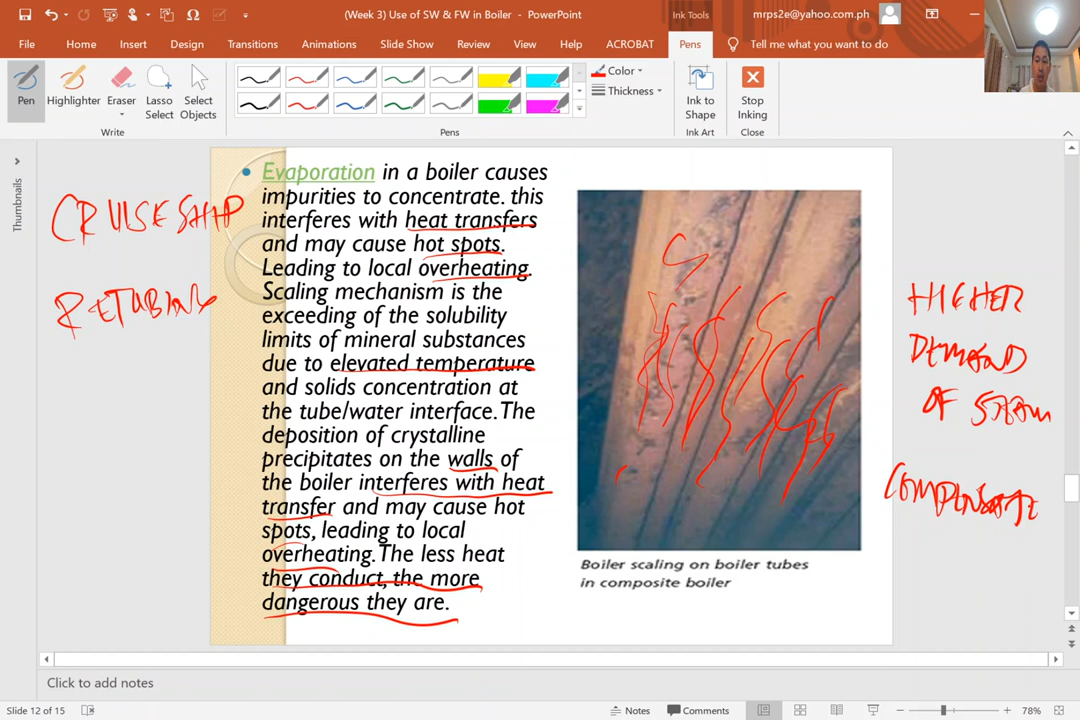 (Week 3) Use of SW & FW in Boiler - PowerPoint
Ink Tools
mrps2e@yahoo.com.ph
File
Home
Insert
Design
Transitions
Animations
Slide Show
Review
View
Help
ACROBAT
Pens
Tell me what you want to do
Pen
Highlighter
Eraser
Lasso
Select
Select
Objects
Color
Thickness
Ink to
Shape
Stop
Inking
Write
Pens
Ink Art
Close
Thumbnails
CRUISE SHIP
RETUBING
Evaporation in a boiler causes
impurities to concentrate. this
interferes with heat transfers
and may cause hot spots.
Leading to local overheating.
Scaling mechanism is the
exceeding of the solubility
limits of mineral substances
due to elevated temperature
and solids concentration at
the tube/water interface. The
deposition of crystalline
precipitates on the walls of
the boiler interferes with heat
transfer and may cause hot
spots, leading to local
overheating. The less heat
they conduct, the more
dangerous they are.
Boiler scaling on boiler tubes
in composite boiler
HIGHER
DEMAND
OF STEAM
COMPENSATE
Click to add notes
Slide 12 of 15
Notes
Comments
78%